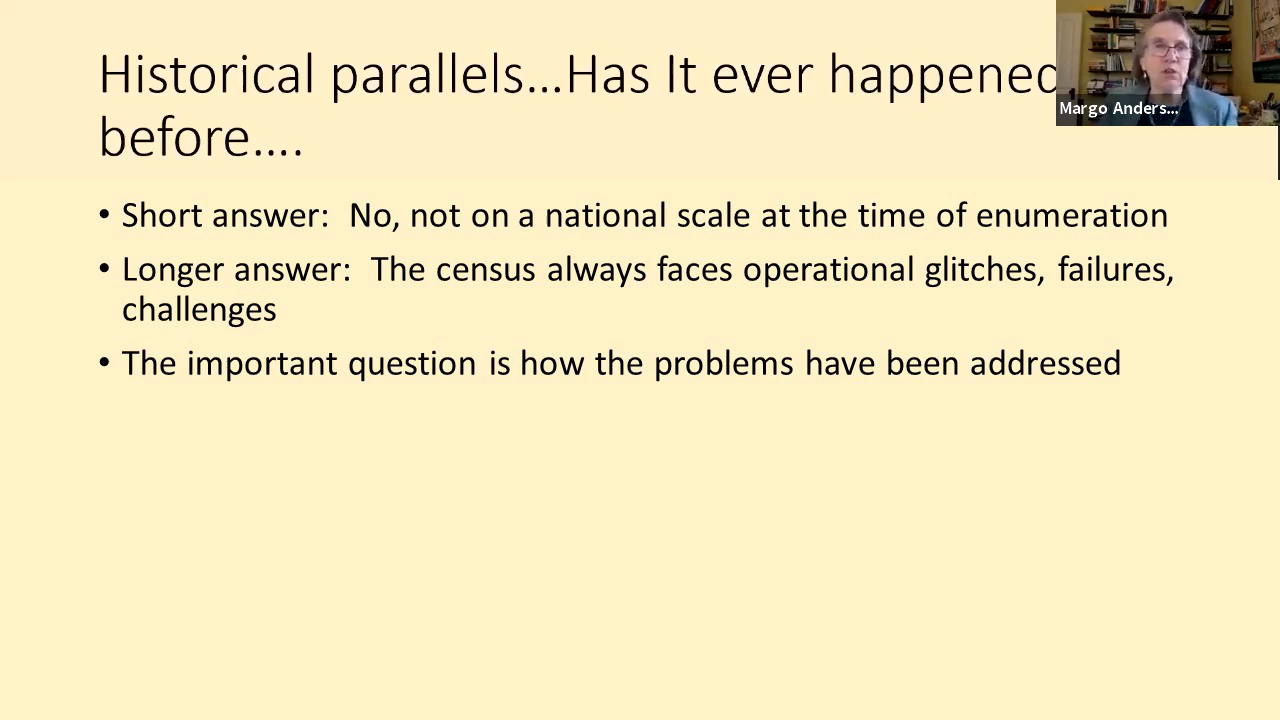 Historical parallels…Has It ever happened
before….
• Short answer:  No, not on a national scale at the time of enumeration
• Longer answer:  The census always faces operational glitches, failures,
challenges
• The important question is how the problems have been addressed
Margo Anders...